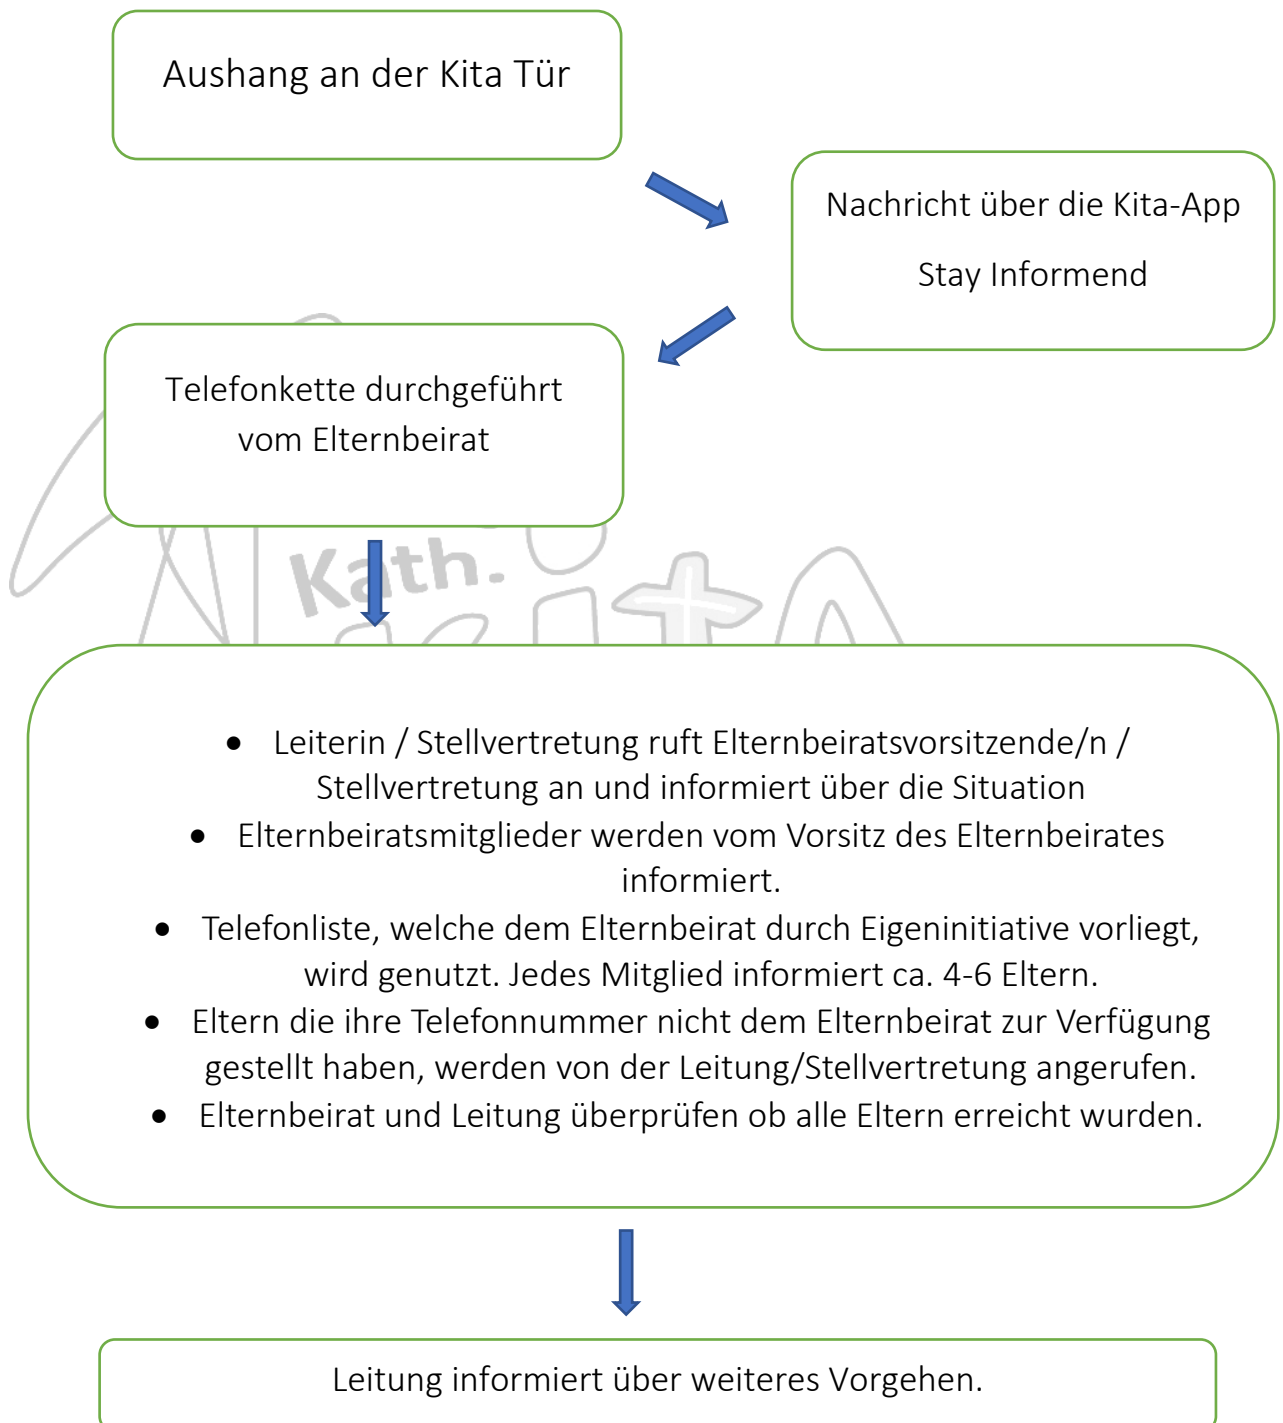 Aushang an der Kita Tür
Nachricht über die Kita-App
Stay Informend
Telefonkette durchgeführt
vom Elternbeirat
Kath.
kita
• Leiterin / Stellvertretung ruft Elternbeiratsvorsitzende/n /
Stellvertretung an und informiert über die Situation
• Elternbeiratsmitglieder werden vom Vorsitz des Elternbeirates
informiert.
• Telefonliste, welche dem Elternbeirat durch Eigeninitiative vorliegt,
wird genutzt. Jedes Mitglied informiert ca. 4-6 Eltern.
• Eltern die ihre Telefonnummer nicht dem Elternbeirat zur Verfügung
gestellt haben, werden von der Leitung/Stellvertretung angerufen.
• Elternbeirat und Leitung überprüfen ob alle Eltern erreicht wurden.
Leitung informiert über weiteres Vorgehen.